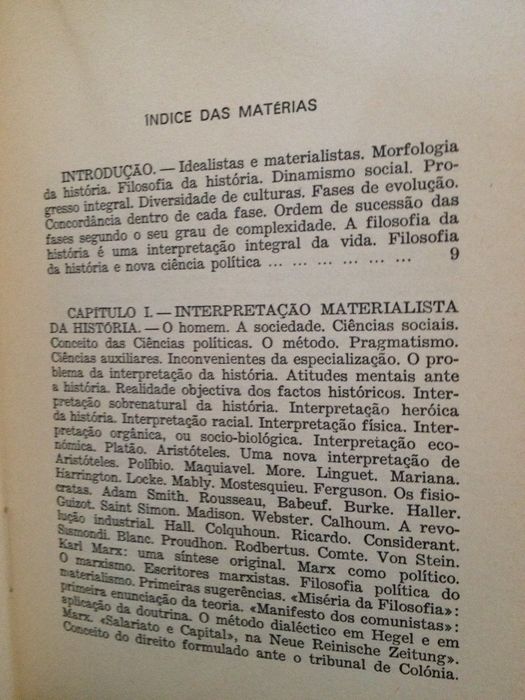 ÍNDICE DAS MATÉRIAS
INTRODUÇÃO. — Idealistas e materialistas. Morfologia
da história. Filosofia da história. Dinamismo social. Pro-
gresso integral. Diversidade de culturas. Fases de evolução.
Concordância dentro de cada fase. Ordem de sucessão das
fases segundo o seu grau de complexidade. A filosofia da
história é uma interpretação integral da vida. Filosofia
da história e nova ciência política ... ... ... ... ... ... 9
CAPÍTULO I. — INTERPRETAÇÃO MATERIALISTA
DA HISTÓRIA. — O homem. A sociedade. Ciências sociais.
Conceito das Ciências políticas. O método. Pragmatismo.
Ciências auxiliares. Inconvenientes da especialização. O pro-
blema da interpretação da história. Atitudes mentais ante
a história. Realidade objectiva dos factos históricos. Inter-
pretação sobrenatural da história. Interpretação heróica
da história. Interpretação racial. Interpretação física. Inter-
pretação orgânica, ou socio-biológica. Interpretação eco-
nómica. Platão. Aristóteles. Uma nova interpretação de
Aristóteles. Políbio. Maquiavel. More. Linguet. Mariana.
Harrington. Locke. Mably. Mostesquieu. Ferguson. Os fisio-
cratas. Adam Smith. Rousseau, Babeuf. Burke. Haller.
Guizot. Saint Simon. Madison. Webster. Calhoum. A revo-
lução industrial. Hall. Colquhoun. Ricardo. Considerant.
Sismondi. Blanc. Proudhon. Rodbertus. Comte. Von Stein.
Karl Marx: uma síntese original. Marx como político.
O marxismo. Escritores marxistas. Filosofia política do
materialismo. Primeiras sugerências. «Miséria da Filosofia»:
primeira enunciação da teoria. «Manifesto dos comunistas»:
aplicação da doutrina. O método dialéctico em Hegel e em
Marx. «Salariato e Capital», na Neue Reinische Zeitung».
Conceito do direito formulado ante o tribunal de Colónia.